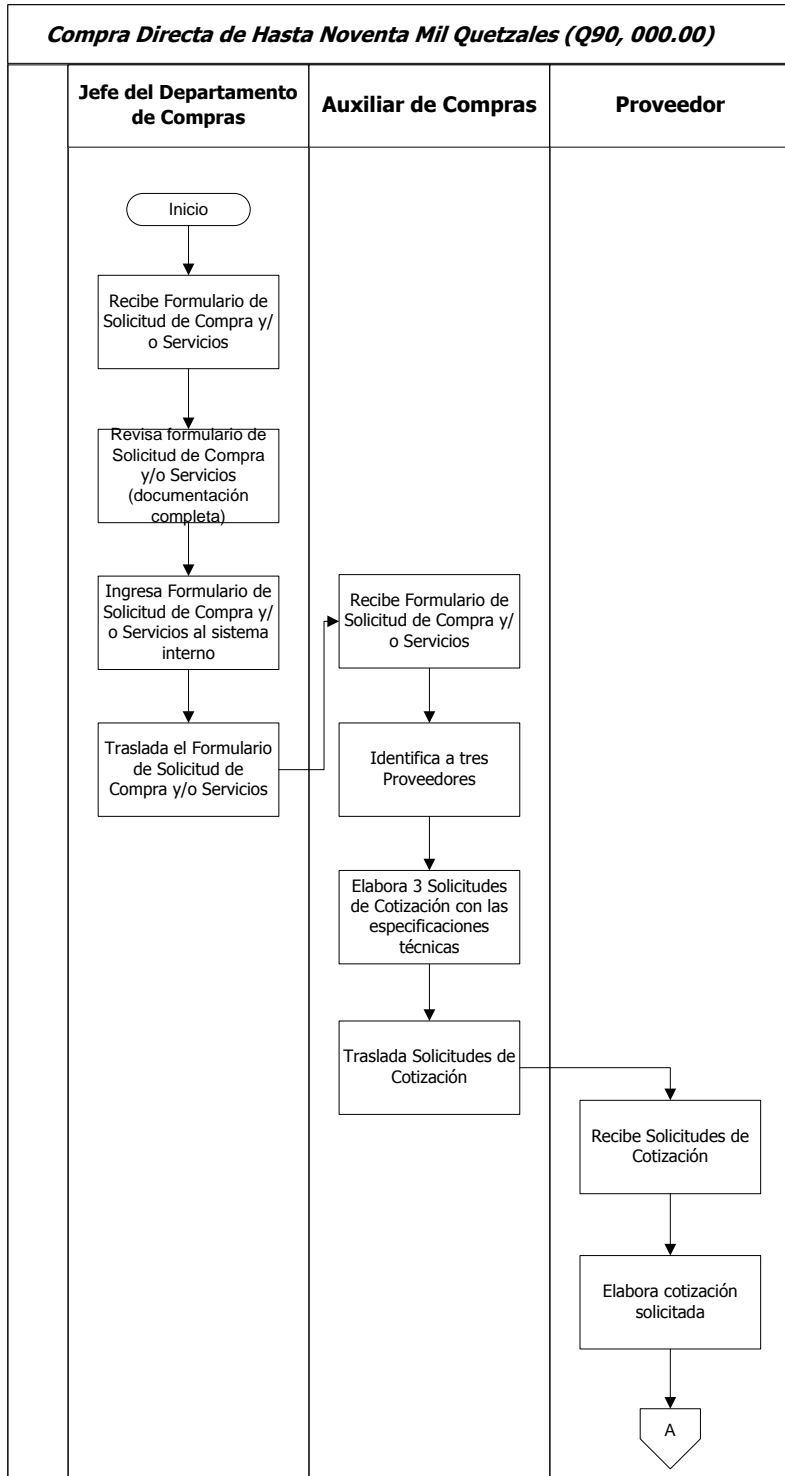 Compra Directa de Hasta Noventa Mil Quetzales (Q90, 000.00)
Jefe del Departamento
de Compras
Auxiliar de Compras
Proveedor
Inicio
Recibe Formulario de
Solicitud de Compra y/
o Servicios
Revisa formulario de
Solicitud de Compra
y/o Servicios
(documentación
completa)
Ingresa Formulario de
Solicitud de Compra y/
o Servicios al sistema
interno
Traslada el Formulario
de Solicitud de
Compra y/o Servicios
Recibe Formulario de
Solicitud de Compra y/
o Servicios
Identifica a tres
Proveedores
Elabora 3 Solicitudes
de Cotización con las
especificaciones
técnicas
Traslada Solicitudes de
Cotización
Recibe Solicitudes de
Cotización
Elabora cotización
solicitada
A